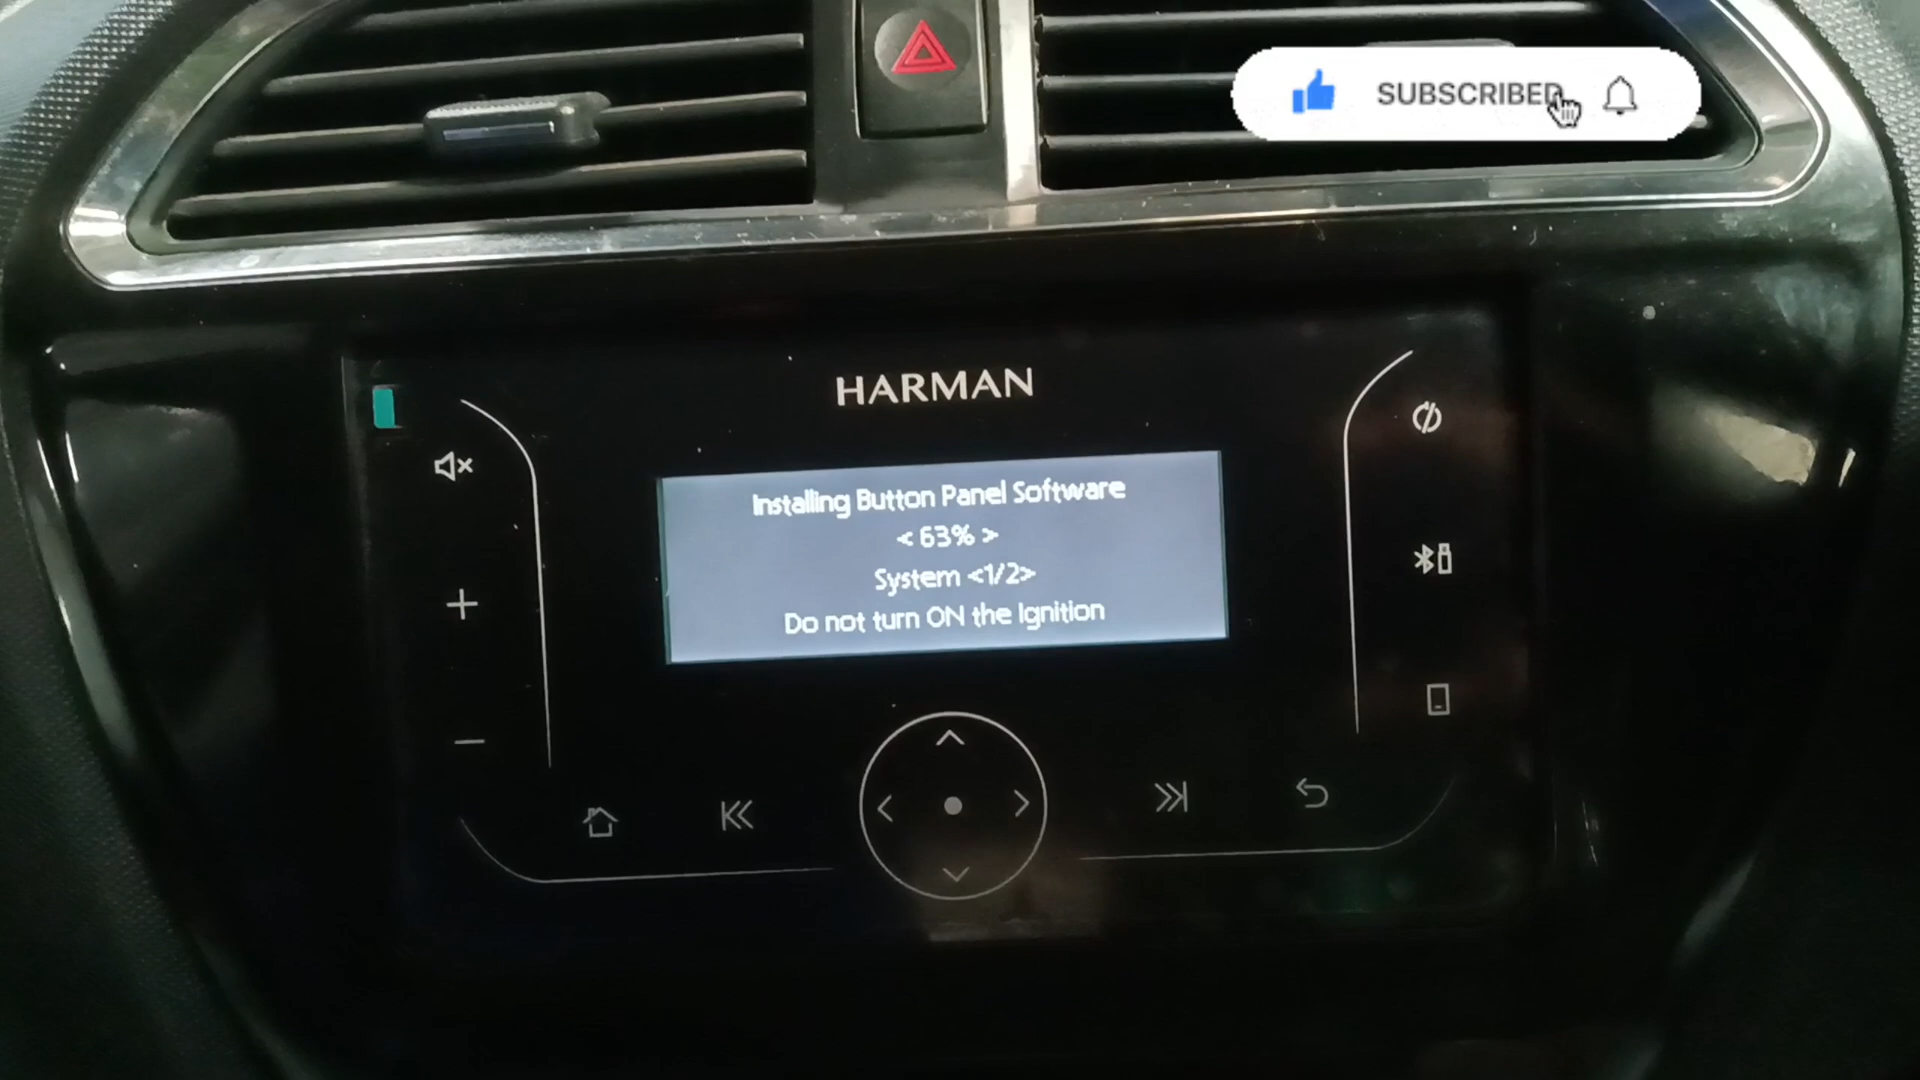 SUBSCRIBED
HARMAN
Installing Button Panel Software
< 63% >
System <1/2>
Do not turn ON the Ignition